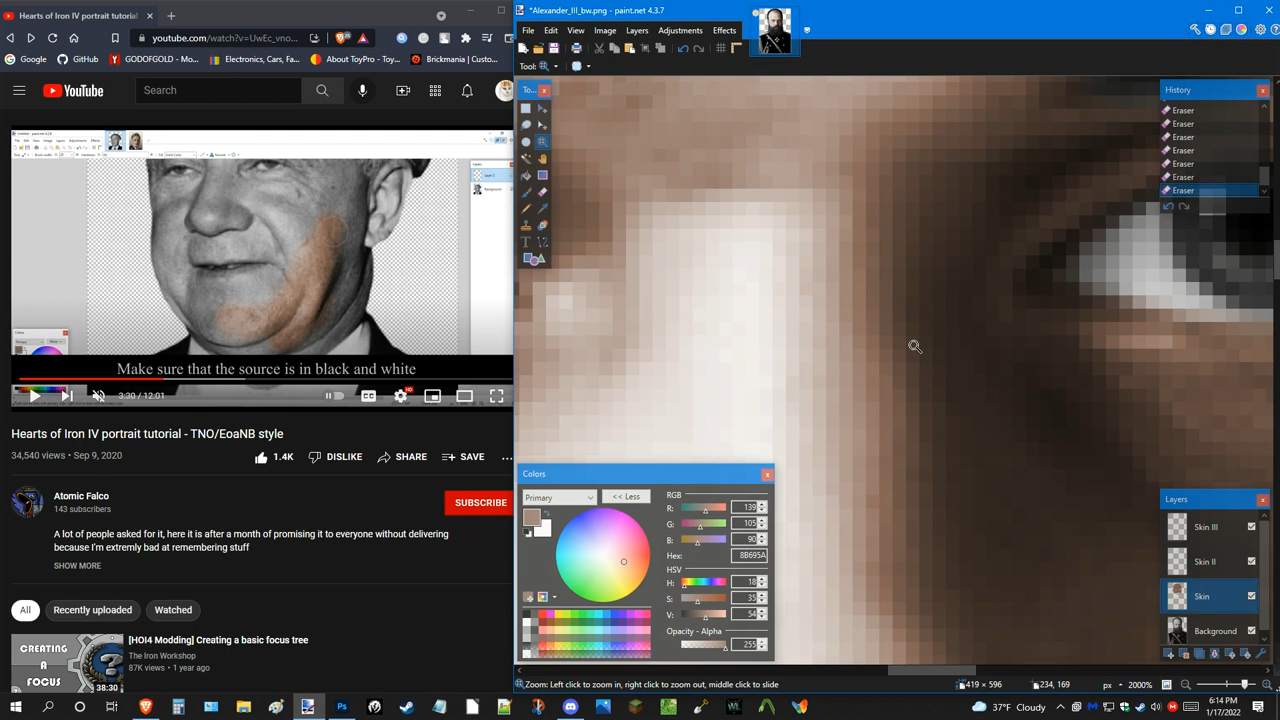 Hearts of Iron IV portrait tutorial
youtube.com/watch?v=UwEc_vno...
Google
GitHub
GODOFGOLD - Mo...
Electronics, Cars, Fa...
About ToyPro - Toy...
Brickmania | Custo...
YouTube
Search
Make sure that the source is in black and white
3:30 / 12:01
HD
Hearts of Iron IV portrait tutorial - TNO/EoaNB style
34,540 views • Sep 9, 2020
1.4K
DISLIKE
SHARE
SAVE
Atomic Falco
143 subscribers
SUBSCRIBE
A lot of people asked for it, here it is after a month of promising it to everyone without delivering
because I'm exremly bad at remembering stuff
SHOW MORE
All
Recently uploaded
Watched
CREATING
A
FOCUS
38:30
[HOI4 Modding] Creating a basic focus tree
The Iron Workshop
87K views • 1 year ago
*Alexander_III_bw.png - paint.net 4.3.7
File
Edit
View
Image
Layers
Adjustments
Effects
Tool:
To...
History
Eraser
Eraser
Eraser
Eraser
Eraser
Eraser
Eraser
Colors
Primary
<< Less
RGB
R: 139
G: 105
B: 90
Hex: 8B695A
HSV
H: 18
S: 35
V: 54
Opacity - Alpha
255
Layers
Skin III
Skin II
Skin
Background
Zoom: Left click to zoom in, right click to zoom out, middle click to slide
419 × 596
234, 169
px
2000%
37°F Cloudy
6:14 PM
1/17/2022